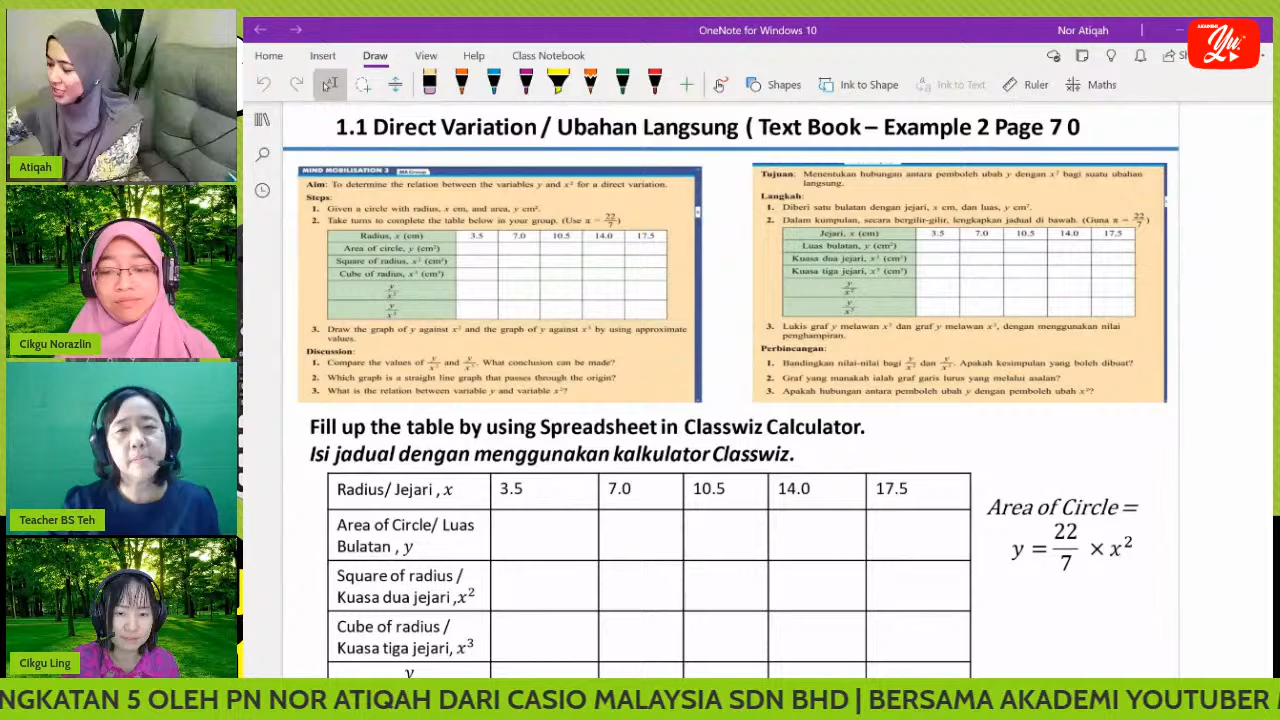 OneNote for Windows 10
Nor Atiqah
AKADEMI
Home Insert Draw View Help Class Notebook
Shapes Ink to Shape Ink to Text Ruler Maths
1.1 Direct Variation / Ubahan Langsung ( Text Book – Example 2 Page 7 0
MIND MOBILISATION 3
Aim: To determine the relation between the variables y and x² for a direct variation.
Steps:
1. Given a circle with radius, x cm, and area, y cm².
2. Take turns to complete the table below in your group. (Use π = 22/7)
Radius, x (cm) 3.5 7.0 10.5 14.0 17.5
Area of circle, y (cm²)
Square of radius, x² (cm²)
Cube of radius, x³ (cm³)
y/x²
y/x³
3. Draw the graph of y against x² and the graph of y against x³ by using approximate
values.
Discussion:
1. Compare the values of y/x² and y/x³. What conclusion can be made?
2. Which graph is a straight line graph that passes through the origin?
3. What is the relation between variable y and variable x²?
Tujuan: Menentukan hubungan antara pemboleh ubah y dengan x² bagi suatu ubahan
langsung.
Langkah:
1. Diberi satu bulatan dengan jejari, x cm, dan luas, y cm².
2. Dalam kumpulan, secara bergilir-gilir, lengkapkan jadual di bawah. (Guna π = 22/7)
Jejari, x (cm) 3.5 7.0 10.5 14.0 17.5
Luas bulatan, y (cm²)
Kuasa dua jejari, x² (cm²)
Kuasa tiga jejari, x³ (cm³)
y/x²
y/x³
3. Lukis graf y melawan x² dan graf y melawan x³, dengan menggunakan nilai
penghampiran.
Perbincangan:
1. Bandingkan nilai-nilai bagi y/x² dan y/x³. Apakah kesimpulan yang boleh dibuat?
2. Graf yang manakah ialah graf garis lurus yang melalui asalan?
3. Apakah hubungan antara pemboleh ubah y dengan pemboleh ubah x²?
Fill up the table by using Spreadsheet in Classwiz Calculator.
Isi jadual dengan menggunakan kalkulator Classwiz.
Radius/ Jejari , x 3.5 7.0 10.5 14.0 17.5
Area of Circle/ Luas
Bulatan , y
Square of radius /
Kuasa dua jejari ,x²
Cube of radius /
Kuasa tiga jejari, x³
y
Area of Circle =
y = 22/7 × x²
Atiqah
Cikgu Norazlin
Teacher BS Teh
Cikgu Ling
NGKATAN 5 OLEH PN NOR ATIQAH DARI CASIO MALAYSIA SDN BHD | BERSAMA AKADEMI YOUTUBER